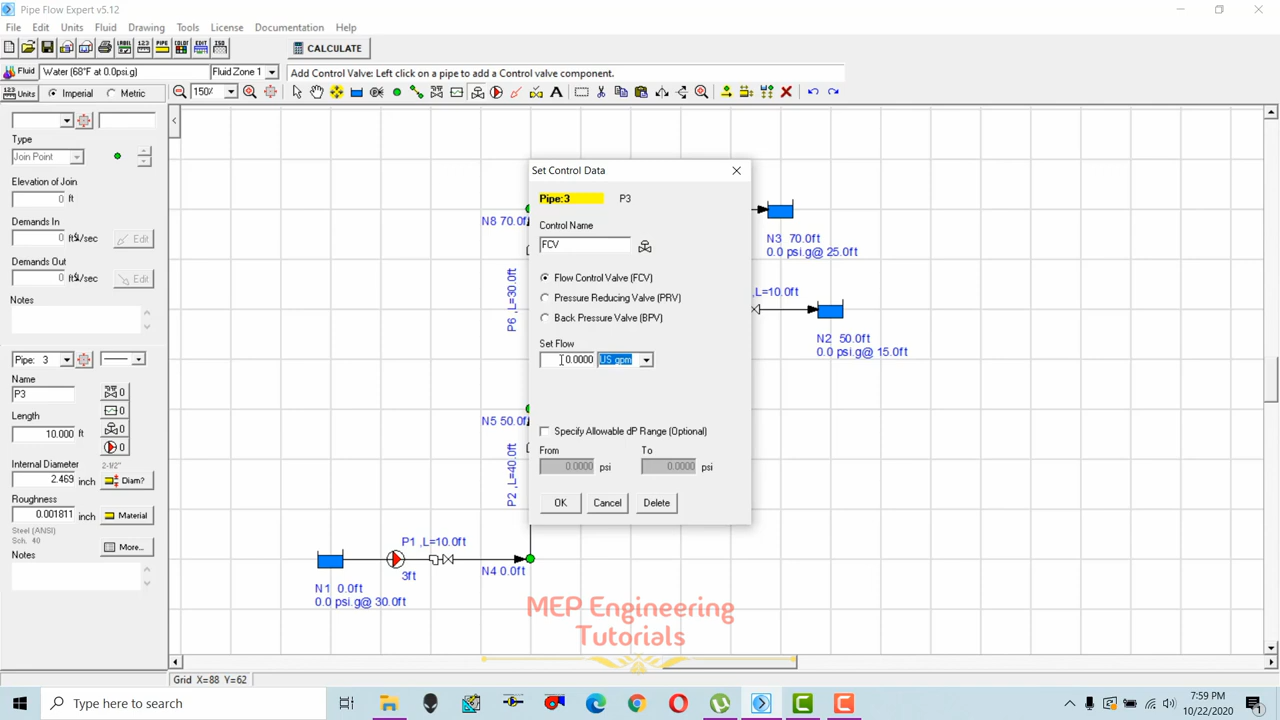 Pipe Flow Expert v5.12
File Edit Units Fluid Drawing Tools License Documentation Help
CALCULATE
Fluid Water (68°F at 0.0psi.g) Fluid Zone 1 Add Control Valve: Left click on a pipe to add a Control valve component.
Units Imperial Metric 150%
Type
Join Point
Elevation of Join
0 ft
Demands In
0 ft³/sec Edit
Demands Out
0 ft³/sec Edit
Notes
Pipe: 3
Name
P3 0
Length 0
10.000 0
Internal Diameter 0
2-1/2"
2.469 inch Diam?
Roughness
0.001811 inch Material
Steel (ANSI)
Sch. 40
Notes More...
Set Control Data
Pipe:3 P3
Control Name
FCV
Flow Control Valve (FCV)
Pressure Reducing Valve (PRV)
Back Pressure Valve (BPV)
Set Flow
0.0000 US gpm
Specify Allowable dP Range (Optional)
From To
0.0000 psi 0.0000 psi
OK Cancel Delete
N8 70.0f
P6 ,L=30.0ft
N5 50.0f
P2 ,L=40.0ft
N3 70.0ft
0.0 psi.g@ 25.0ft
,L=10.0ft
N2 50.0ft
0.0 psi.g@ 15.0ft
P1 ,L=10.0ft
3ft
N4 0.0ft
N1 0.0ft
0.0 psi.g@ 30.0ft
MEP Engineering
Tutorials
Grid X=88 Y=62
Type here to search
7:59 PM
10/22/2020